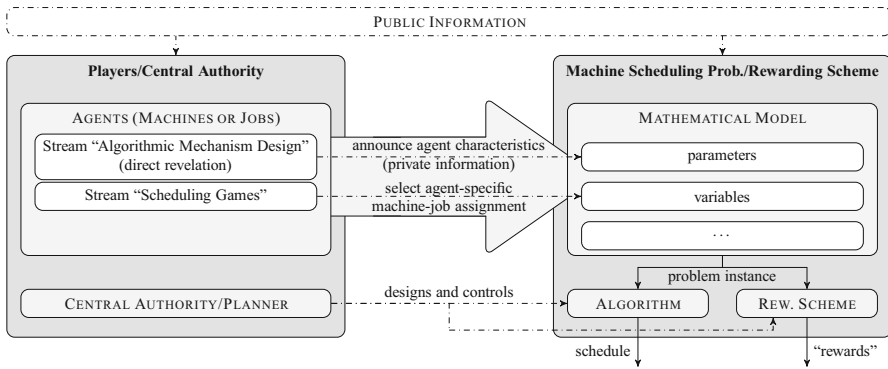 PUBLIC INFORMATION
Players/Central Authority
AGENTS (MACHINES OR JOBS)
Stream “Algorithmic Mechanism Design”
(direct revelation)
Stream “Scheduling Games”
CENTRAL AUTHORITY/PLANNER
announce agent characteristics
(private information)
select agent-specific
machine-job assignment
designs and controls
Machine Scheduling Prob./Rewarding Scheme
MATHEMATICAL MODEL
parameters
variables
...
problem instance
ALGORITHM
REW. SCHEME
schedule
“rewards”